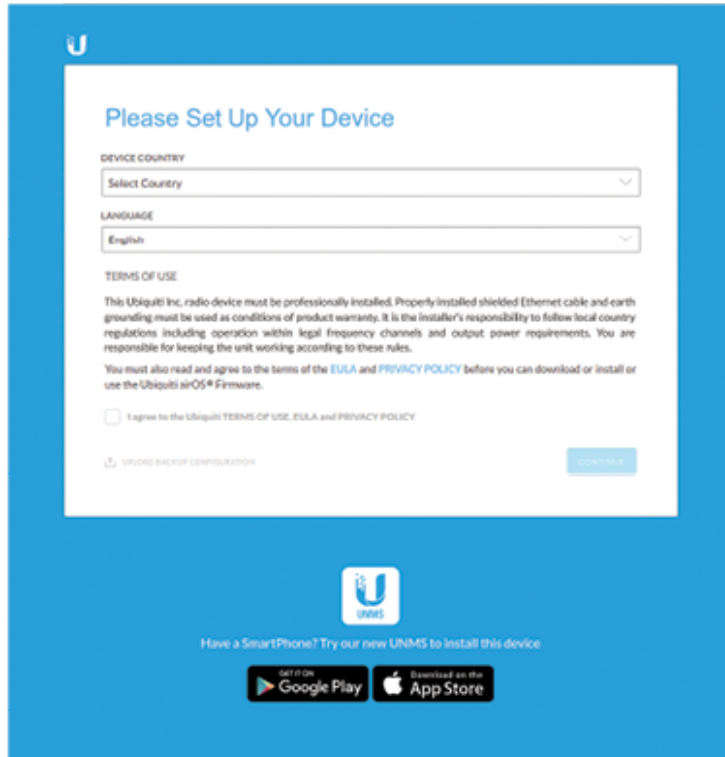 U
Please Set Up Your Device
DEVICE COUNTRY
Select Country
LANGUAGE
English
TERMS OF USE
This Ubiquiti Inc. radio device must be professionally installed. Properly installed shielded Ethernet cable and earth
grounding must be used as conditions of product warranty. It is the installer's responsibility to follow local country
regulations including operation within legal frequency channels and output power requirements. You are
responsible for keeping the unit working according to these rules.
You must also read and agree to the terms of the EULA and PRIVACY POLICY before you can download or install or
use the Ubiquiti airOS® Firmware.
I agree to the Ubiquiti TERMS OF USE, EULA and PRIVACY POLICY
UPLOAD BACKUP CONFIGURATION
CONTINUE
U
UNMS
Have a SmartPhone? Try our new UNMS to install this device
GET IT ON
Google Play
Download on the
App Store